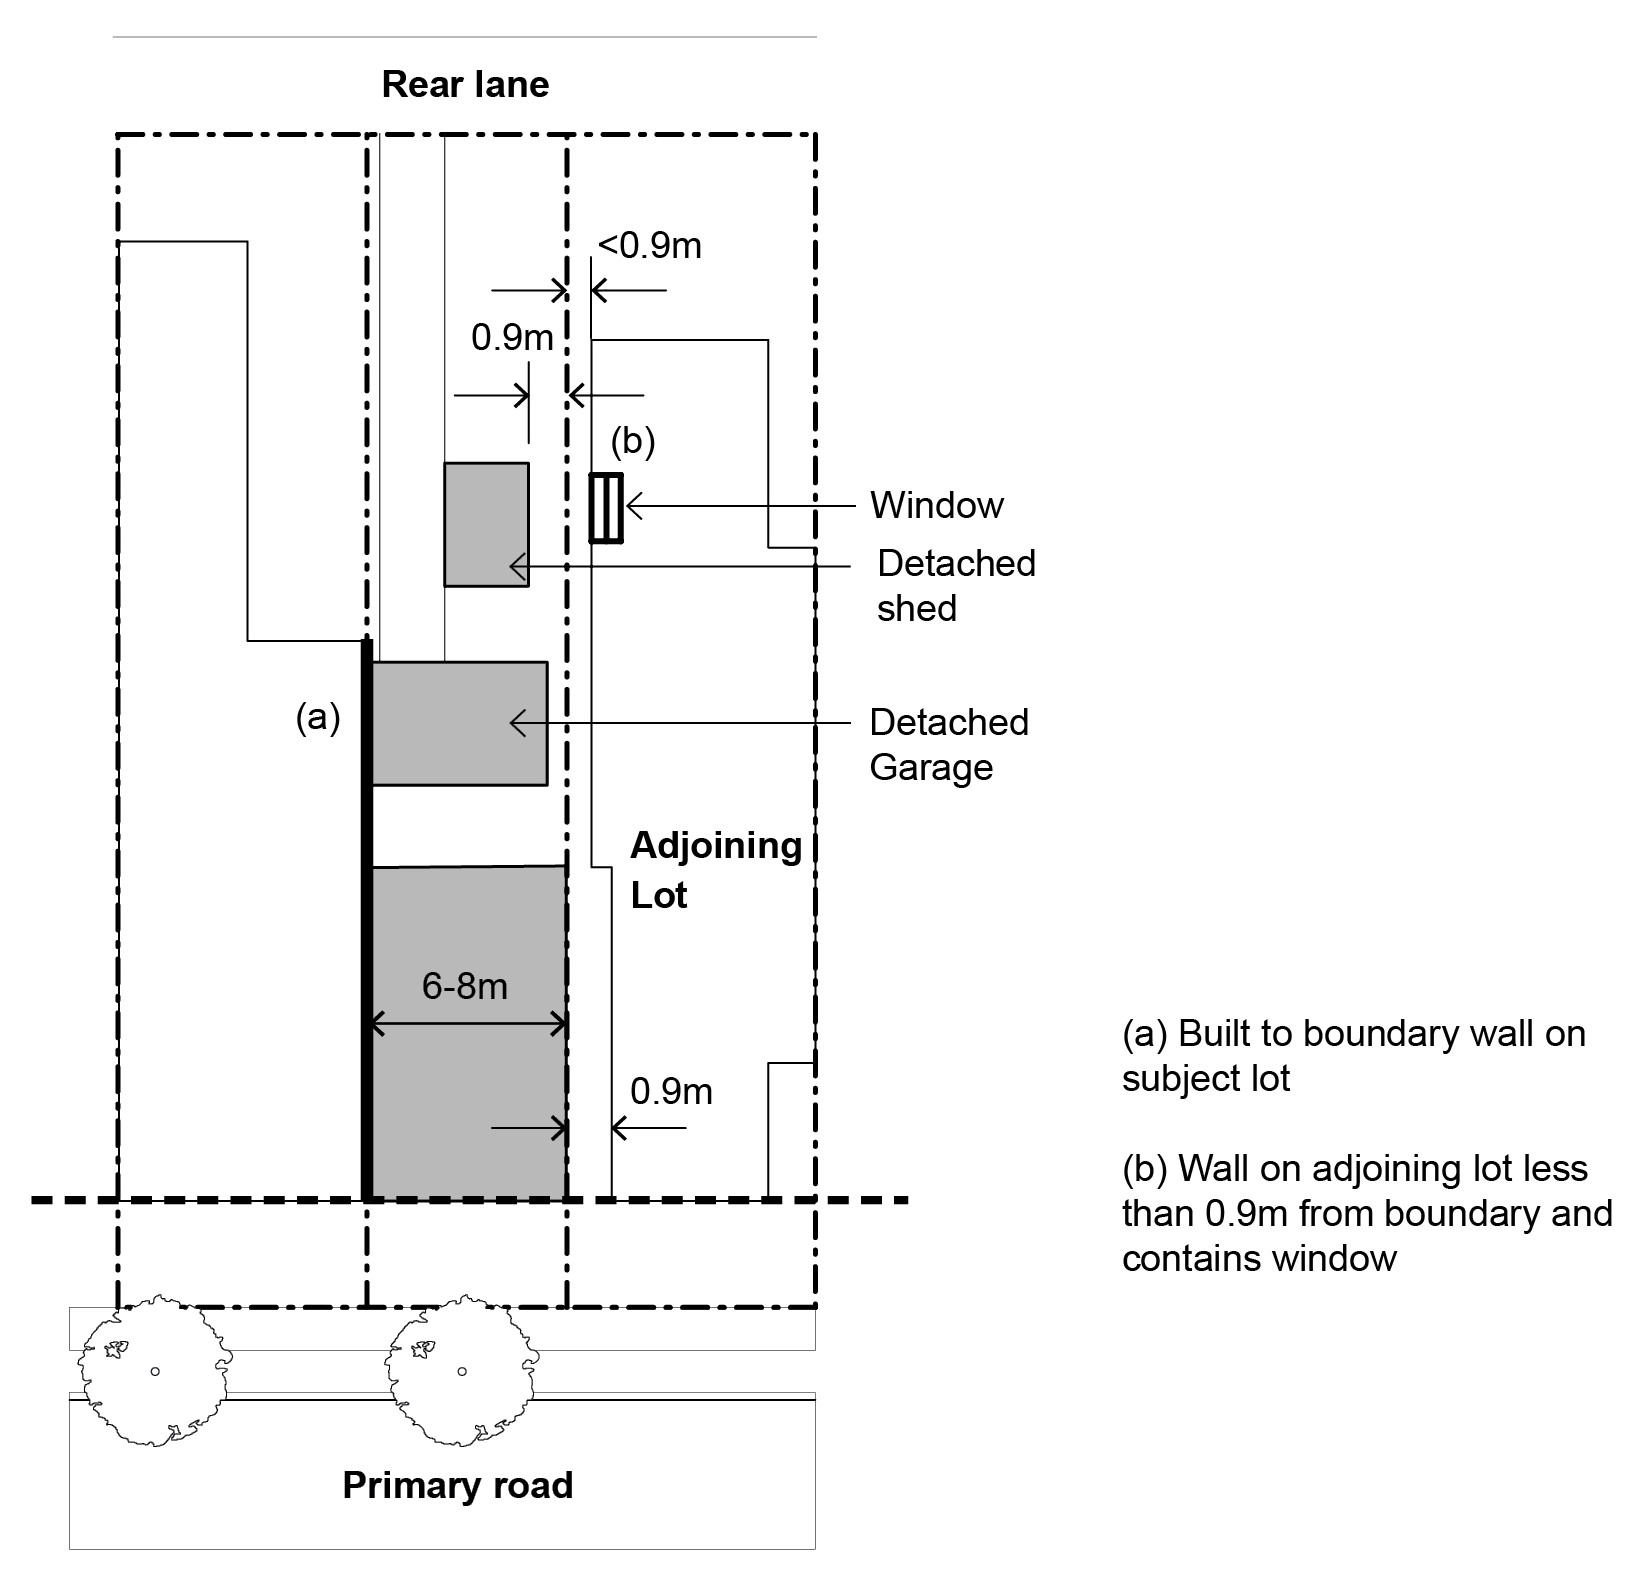 Rear lane
<0.9m
0.9m
(b)
Window
Detached
shed
(a)
Detached
Garage
Adjoining
Lot
6-8m
0.9m
(a) Built to boundary wall on
subject lot
(b) Wall on adjoining lot less
than 0.9m from boundary and
contains window
Primary road